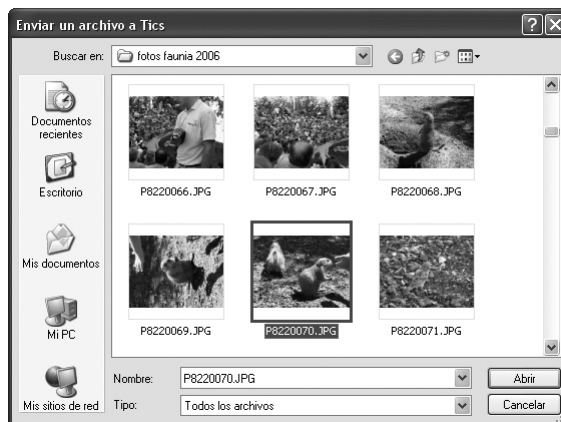 Enviar un archivo a Tics
Buscar en: fotos faunia 2006
Documentos
recientes
Escritorio
Mis documentos
Mi PC
Mis sitios de red
P8220066.JPG P8220067.JPG P8220068.JPG
P8220069.JPG P8220070.JPG P8220071.JPG
Nombre: P8220070.JPG Abrir
Tipo: Todos los archivos Cancelar